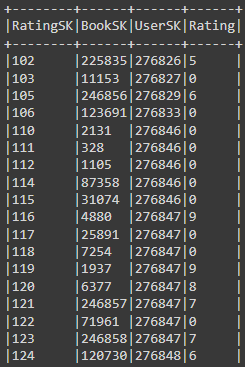 +--------+------+------+------+
|RatingSK|BookSK|UserSK|Rating|
+--------+------+------+------+
|102     |225835|276826|5     |
|103     |11153 |276827|0     |
|105     |246856|276829|6     |
|106     |123691|276833|0     |
|110     |2131  |276846|0     |
|111     |328   |276846|0     |
|112     |1105  |276846|0     |
|114     |87358 |276846|0     |
|115     |31074 |276846|0     |
|116     |4880  |276847|9     |
|117     |25891 |276847|0     |
|118     |7254  |276847|0     |
|119     |1937  |276847|9     |
|120     |6377  |276847|8     |
|121     |246857|276847|7     |
|122     |71961 |276847|0     |
|123     |246858|276847|7     |
|124     |120730|276848|6     |